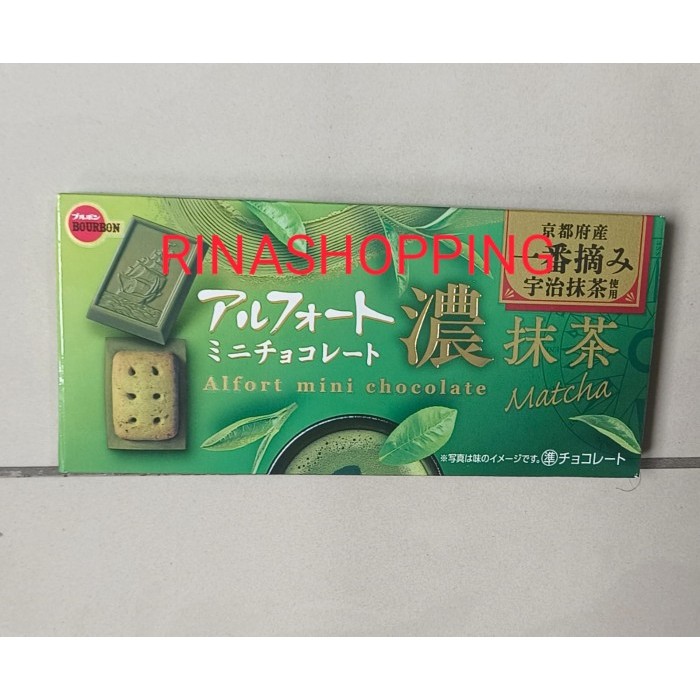 ブルボン
BOURBON
RINASHOPPING
京都府産
一番摘み
宇治抹茶使用
アルフォート
ミニチョコレート
濃 抹茶
Alfort mini chocolate
Matcha
※写真は味のイメージです。
準チョコレート